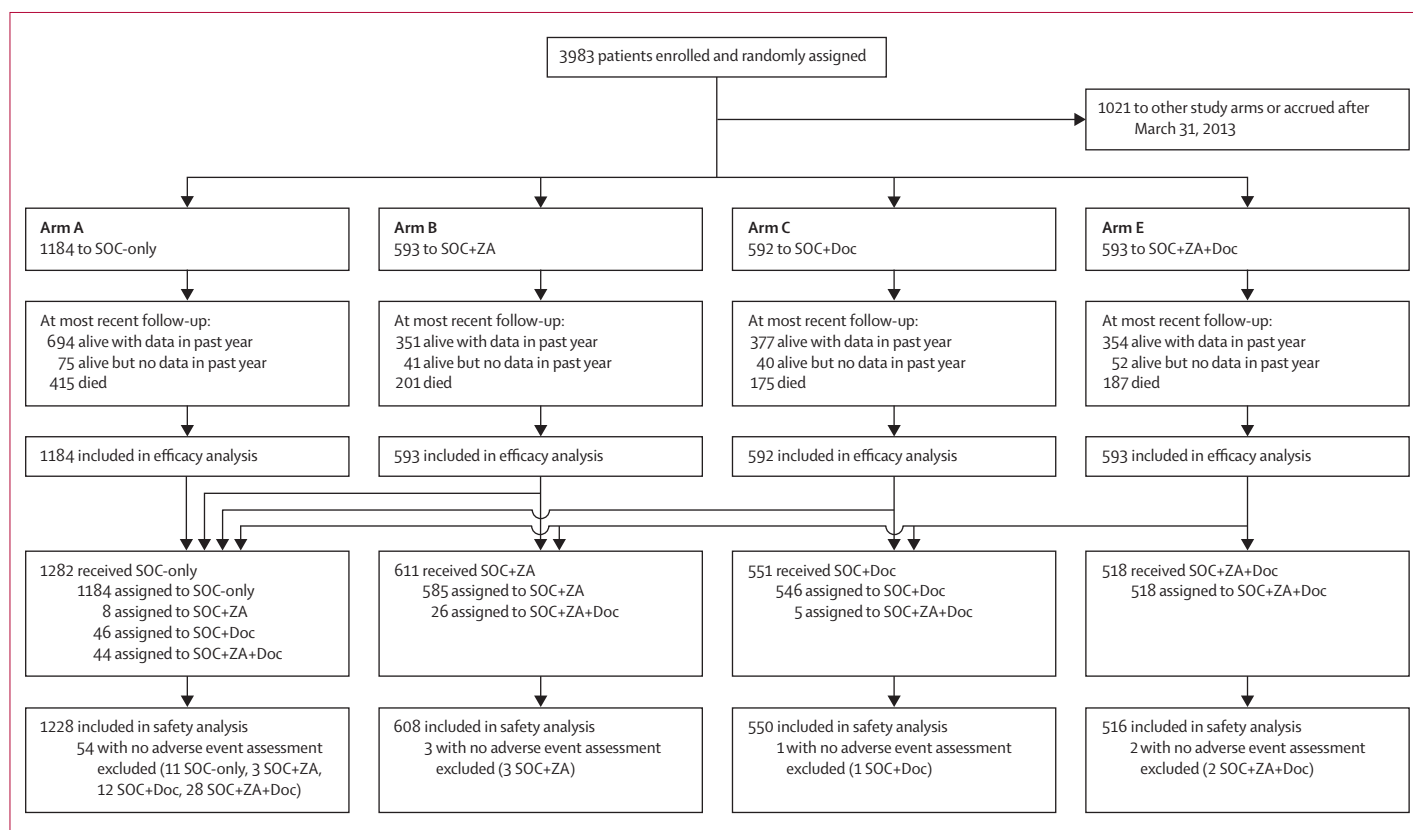 3983 patients enrolled and randomly assigned
1021 to other study arms or accrued after
March 31, 2013
Arm A
1184 to SOC-only
Arm B
593 to SOC+ZA
Arm C
592 to SOC+Doc
Arm E
593 to SOC+ZA+Doc
At most recent follow-up:
694 alive with data in past year
75 alive but no data in past year
415 died
At most recent follow-up:
351 alive with data in past year
41 alive but no data in past year
201 died
At most recent follow-up:
377 alive with data in past year
40 alive but no data in past year
175 died
At most recent follow-up:
354 alive with data in past year
52 alive but no data in past year
187 died
1184 included in efficacy analysis
593 included in efficacy analysis
592 included in efficacy analysis
593 included in efficacy analysis
1282 received SOC-only
1184 assigned to SOC-only
8 assigned to SOC+ZA
46 assigned to SOC+Doc
44 assigned to SOC+ZA+Doc
611 received SOC+ZA
585 assigned to SOC+ZA
26 assigned to SOC+ZA+Doc
551 received SOC+Doc
546 assigned to SOC+Doc
5 assigned to SOC+ZA+Doc
518 received SOC+ZA+Doc
518 assigned to SOC+ZA+Doc
1228 included in safety analysis
54 with no adverse event assessment
excluded (11 SOC-only, 3 SOC+ZA,
12 SOC+Doc, 28 SOC+ZA+Doc)
608 included in safety analysis
3 with no adverse event assessment
excluded (3 SOC+ZA)
550 included in safety analysis
1 with no adverse event assessment
excluded (1 SOC+Doc)
516 included in safety analysis
2 with no adverse event assessment
excluded (2 SOC+ZA+Doc)